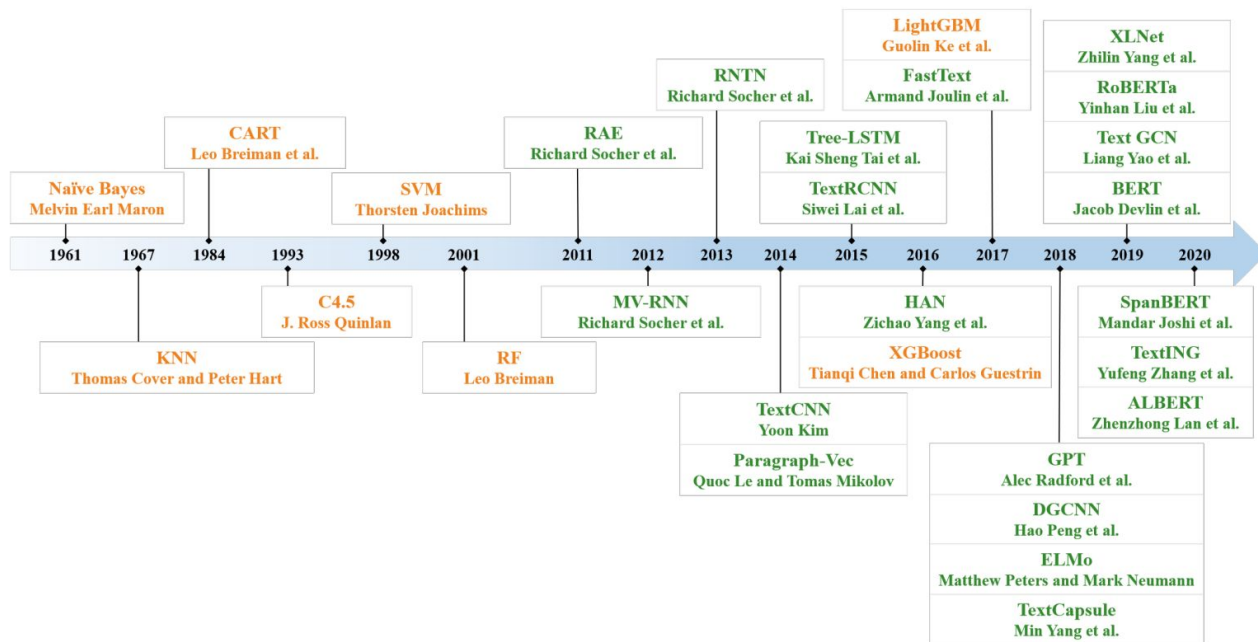 LightGBM
Guolin Ke et al.
FastText
Armand Joulin et al.
XLNet
Zhilin Yang et al.
RoBERTa
Yinhan Liu et al.
Text GCN
Liang Yao et al.
BERT
Jacob Devlin et al.
RNTN
Richard Socher et al.
CART
Leo Breiman et al.
RAE
Richard Socher et al.
Tree-LSTM
Kai Sheng Tai et al.
TextRCNN
Siwei Lai et al.
Naïve Bayes
Melvin Earl Maron
SVM
Thorsten Joachims
1961 1967 1984 1993 1998 2001 2011 2012 2013 2014 2015 2016 2017 2018 2019 2020
C4.5
J. Ross Quinlan
MV-RNN
Richard Socher et al.
HAN
Zichao Yang et al.
XGBoost
Tianqi Chen and Carlos Guestrin
SpanBERT
Mandar Joshi et al.
TextING
Yufeng Zhang et al.
ALBERT
Zhenzhong Lan et al.
KNN
Thomas Cover and Peter Hart
RF
Leo Breiman
TextCNN
Yoon Kim
Paragraph-Vec
Quoc Le and Tomas Mikolov
GPT
Alec Radford et al.
DGCNN
Hao Peng et al.
ELMo
Matthew Peters and Mark Neumann
TextCapsule
Min Yang et al.